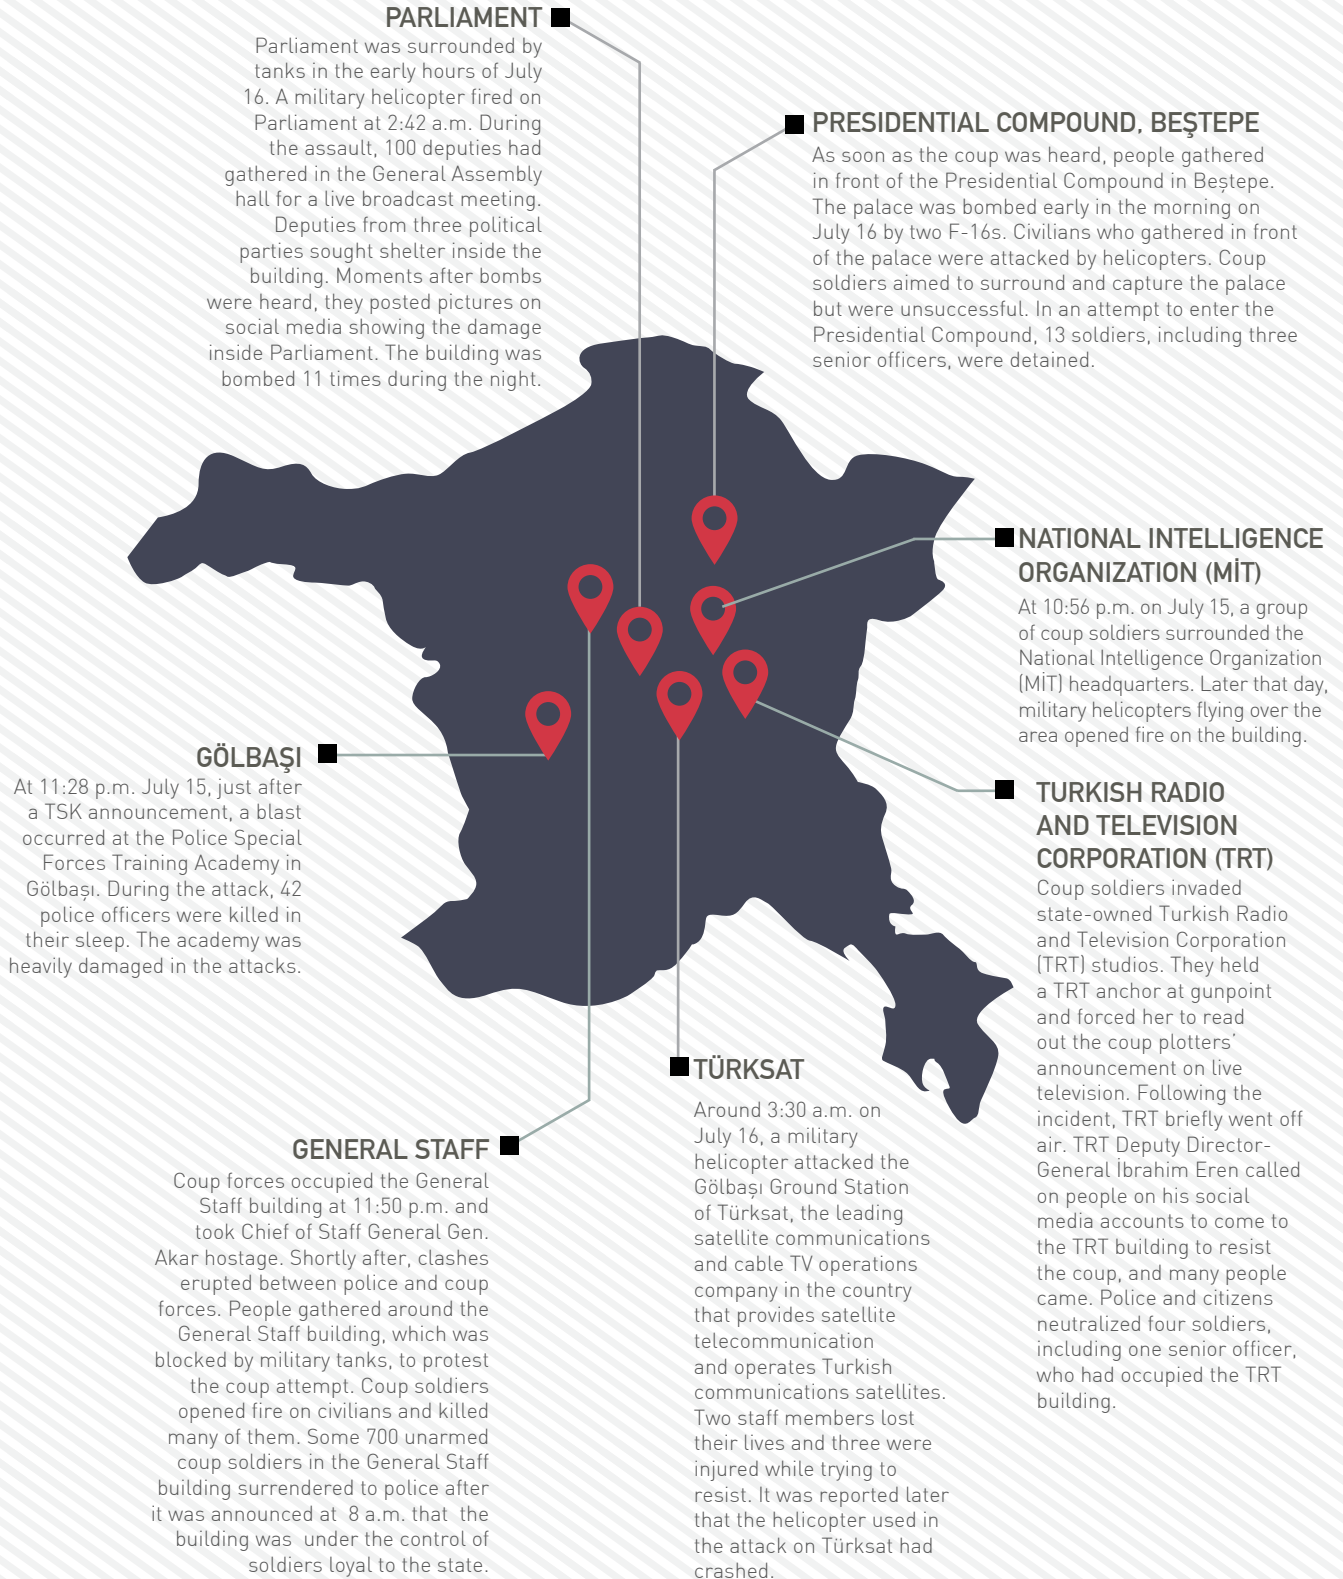 PARLIAMENT
Parliament was surrounded by
tanks in the early hours of July
16. A military helicopter fired on
Parliament at 2:42 a.m. During
the assault, 100 deputies had
gathered in the General Assembly
hall for a live broadcast meeting.
Deputies from three political
parties sought shelter inside the
building. Moments after bombs
were heard, they posted pictures on
social media showing the damage
inside Parliament. The building was
bombed 11 times during the night.
PRESIDENTIAL COMPOUND, BEŞTEPE
As soon as the coup was heard, people gathered
in front of the Presidential Compound in Beştepe.
The palace was bombed early in the morning on
July 16 by two F-16s. Civilians who gathered in front
of the palace were attacked by helicopters. Coup
soldiers aimed to surround and capture the palace
but were unsuccessful. In an attempt to enter the
Presidential Compound, 13 soldiers, including three
senior officers, were detained.
NATIONAL INTELLIGENCE
ORGANIZATION (MİT)
At 10:56 p.m. on July 15, a group
of coup soldiers surrounded the
National Intelligence Organization
(MİT) headquarters. Later that day,
military helicopters flying over the
area opened fire on the building.
GÖLBAŞI
At 11:28 p.m. July 15, just after
a TSK announcement, a blast
occurred at the Police Special
Forces Training Academy in
Gölbaşı. During the attack, 42
police officers were killed in
their sleep. The academy was
heavily damaged in the attacks.
TURKISH RADIO
AND TELEVISION
CORPORATION (TRT)
Coup soldiers invaded
state-owned Turkish Radio
and Television Corporation
(TRT) studios. They held
a TRT anchor at gunpoint
and forced her to read
out the coup plotters’
announcement on live
television. Following the
incident, TRT briefly went off
air. TRT Deputy Director-
General İbrahim Eren called
on people on his social
media accounts to come to
the TRT building to resist
the coup, and many people
came. Police and citizens
neutralized four soldiers,
including one senior officer,
who had occupied the TRT
building.
TÜRKSAT
Around 3:30 a.m. on
July 16, a military
helicopter attacked the
Gölbaşı Ground Station
of Türksat, the leading
satellite communications
and cable TV operations
company in the country
that provides satellite
telecommunication
and operates Turkish
communications satellites.
Two staff members lost
their lives and three were
injured while trying to
resist. It was reported later
that the helicopter used in
the attack on Türksat had
crashed.
GENERAL STAFF
Coup forces occupied the General
Staff building at 11:50 p.m. and
took Chief of Staff General Gen.
Akar hostage. Shortly after, clashes
erupted between police and coup
forces. People gathered around the
General Staff building, which was
blocked by military tanks, to protest
the coup attempt. Coup soldiers
opened fire on civilians and killed
many of them. Some 700 unarmed
coup soldiers in the General Staff
building surrendered to police after
it was announced at 8 a.m. that the
building was under the control of
soldiers loyal to the state.